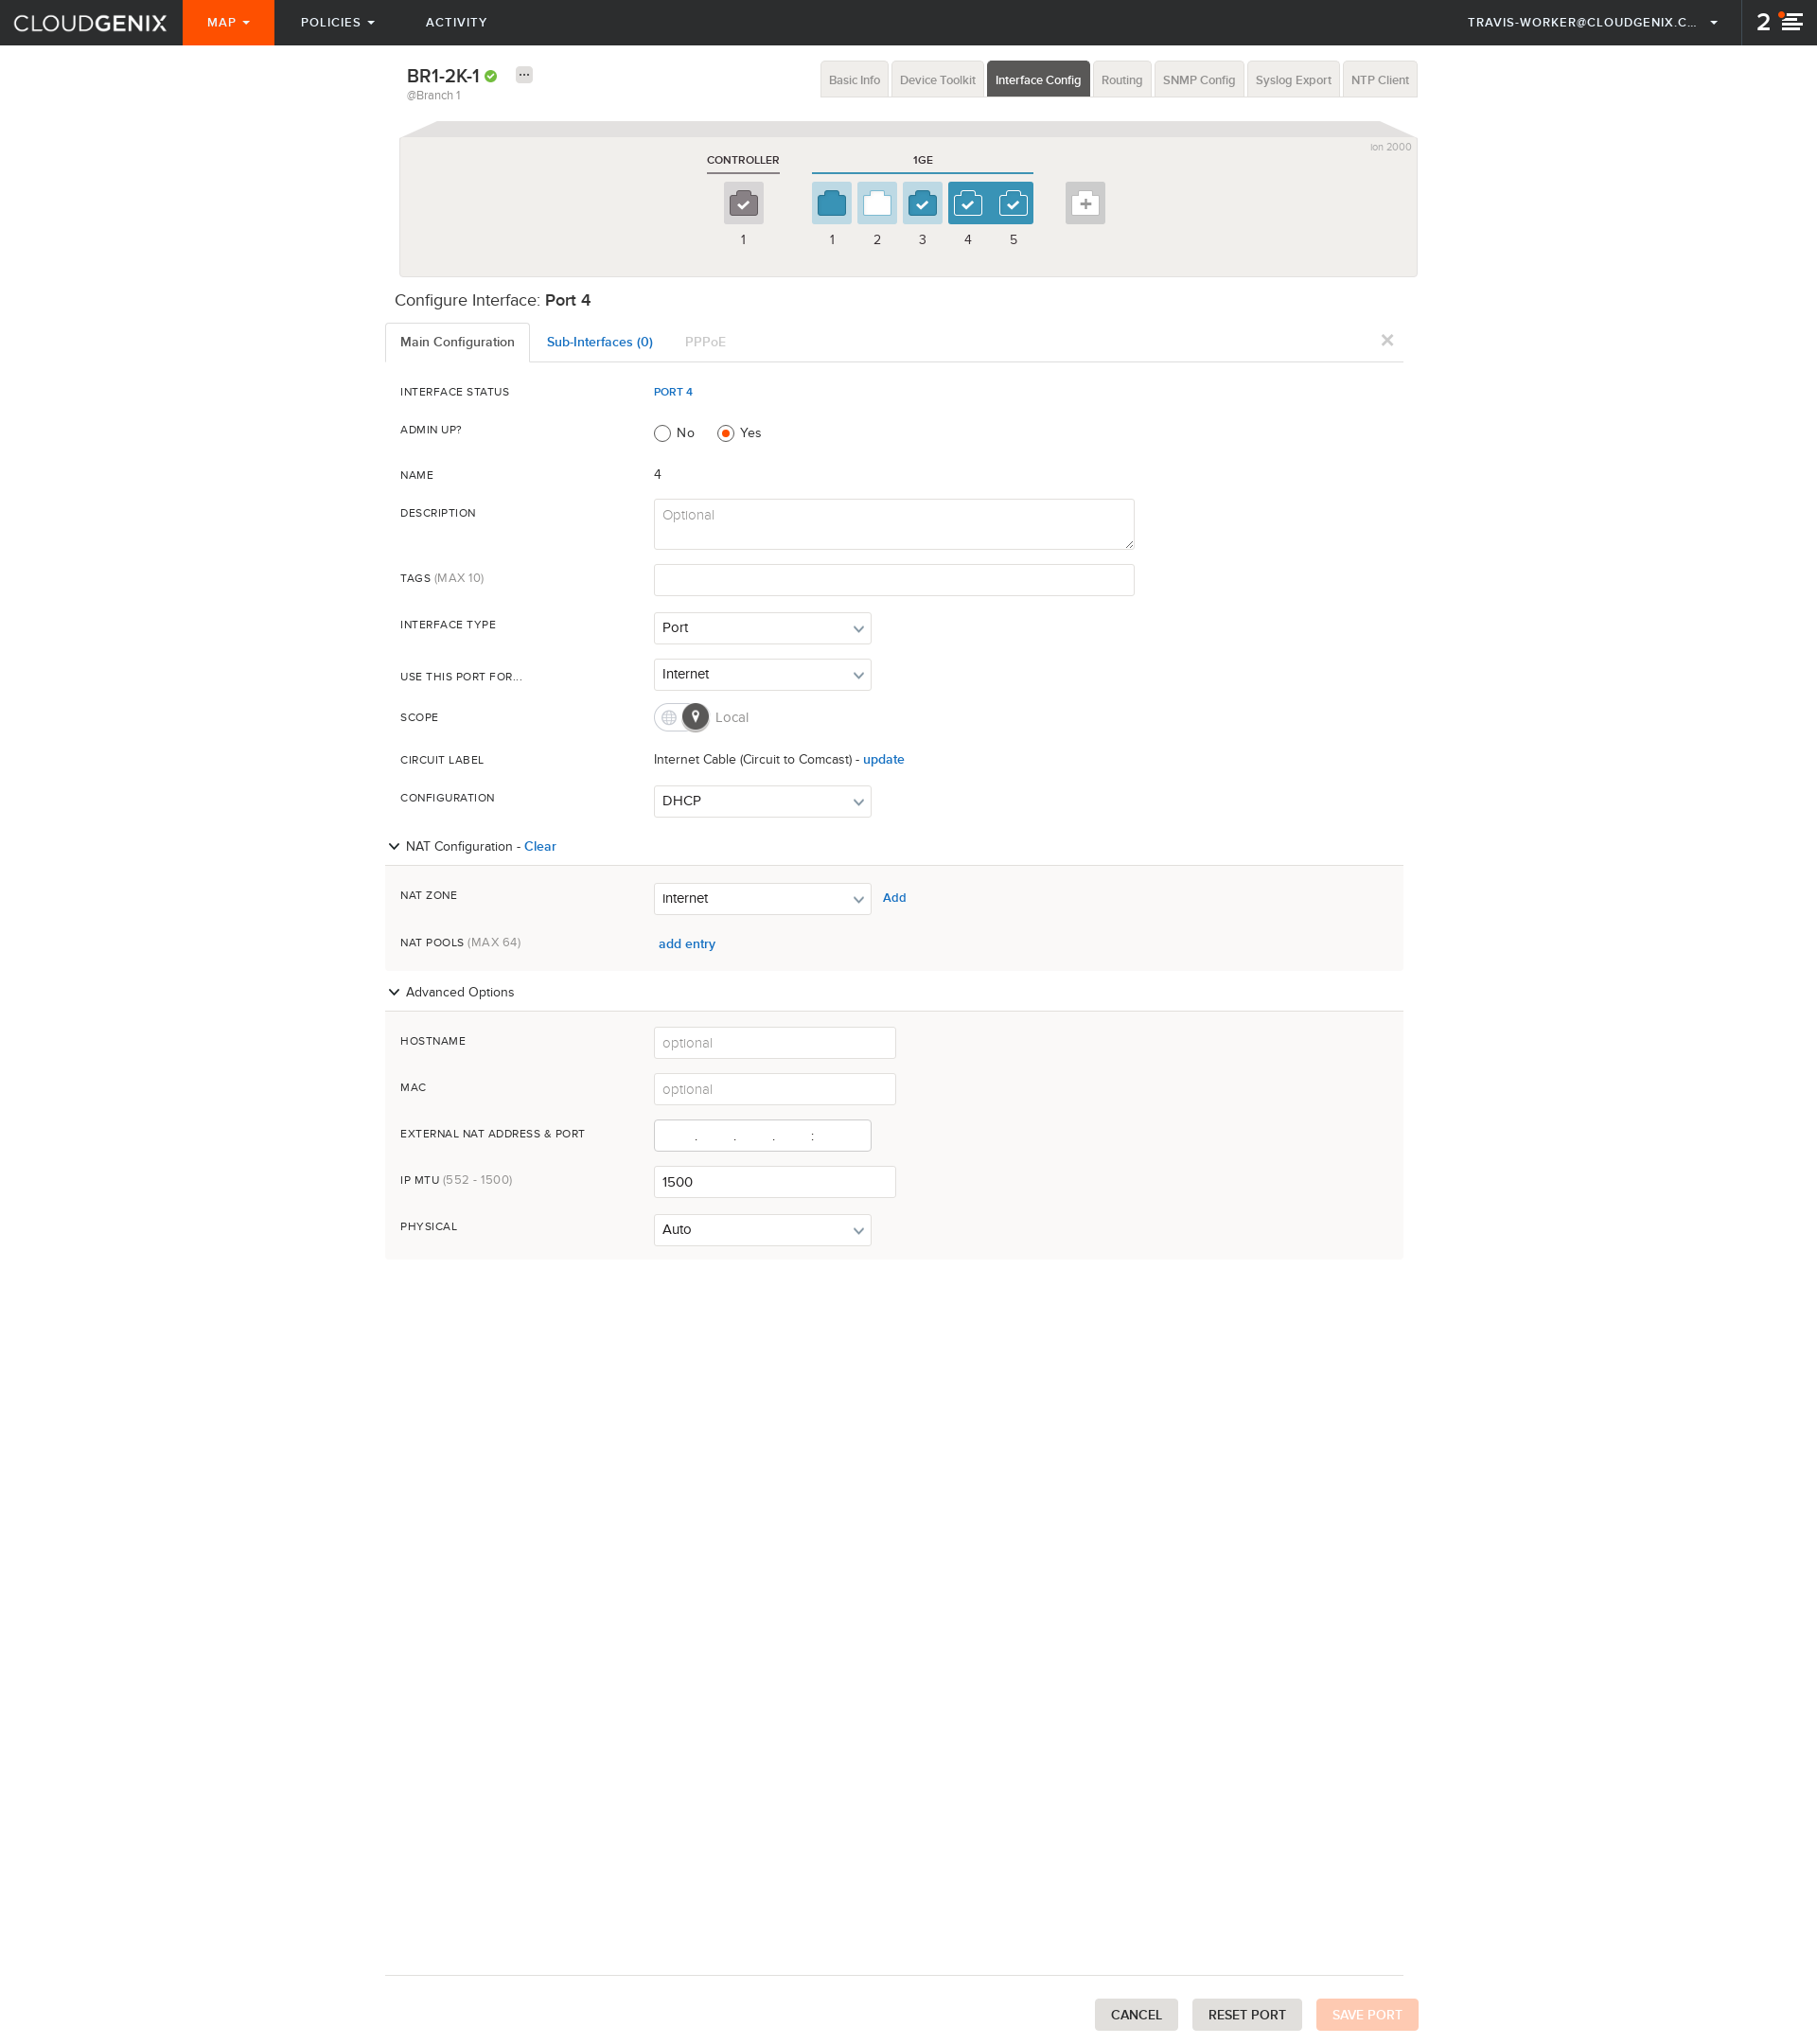 CLOUDGENIX MAP POLICIES ACTIVITY TRAVIS-WORKER@CLOUDGENIX.C... 2
BR1-2K-1
@Branch 1
Basic Info Device Toolkit Interface Config Routing SNMP Config Syslog Export NTP Client
ion 2000
CONTROLLER 1GE
1 1 2 3 4 5
Configure Interface: Port 4
Main Configuration Sub-Interfaces (0) PPPoE
INTERFACE STATUS PORT 4
ADMIN UP? No Yes
NAME 4
DESCRIPTION Optional
TAGS (MAX 10)
INTERFACE TYPE Port
USE THIS PORT FOR... Internet
SCOPE Local
CIRCUIT LABEL Internet Cable (Circuit to Comcast) - update
CONFIGURATION DHCP
NAT Configuration - Clear
NAT ZONE internet Add
NAT POOLS (MAX 64) add entry
Advanced Options
HOSTNAME optional
MAC optional
EXTERNAL NAT ADDRESS & PORT . . . :
IP MTU (552 - 1500) 1500
PHYSICAL Auto
CANCEL RESET PORT SAVE PORT